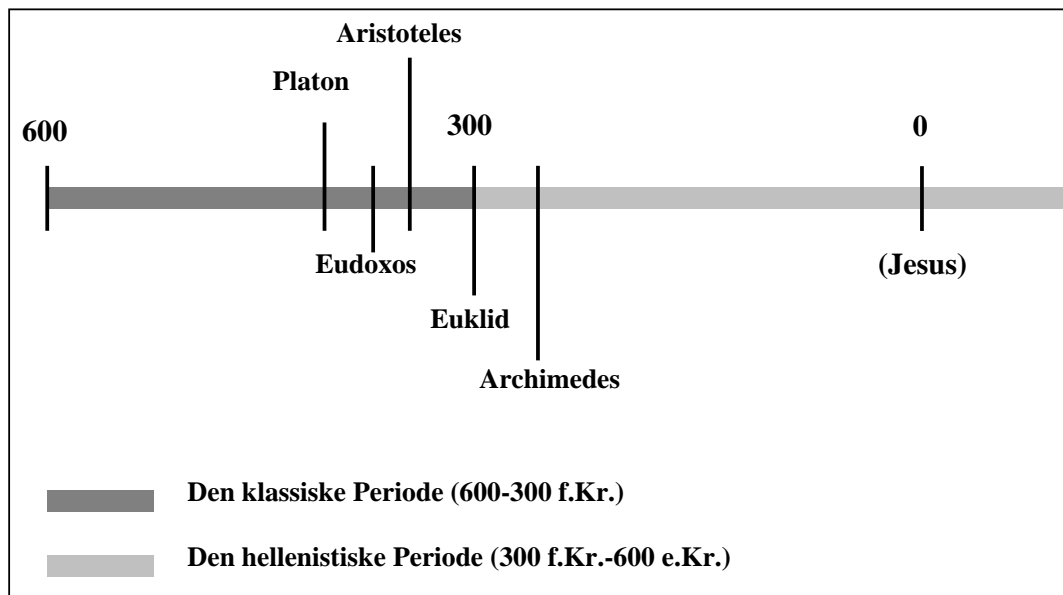 Aristoteles
Platon
600
300
0
Eudoxos
(Jesus)
Euklid
Archimedes
Den klassiske Periode (600-300 f.Kr.)
Den hellenistiske Periode (300 f.Kr.-600 e.Kr.)